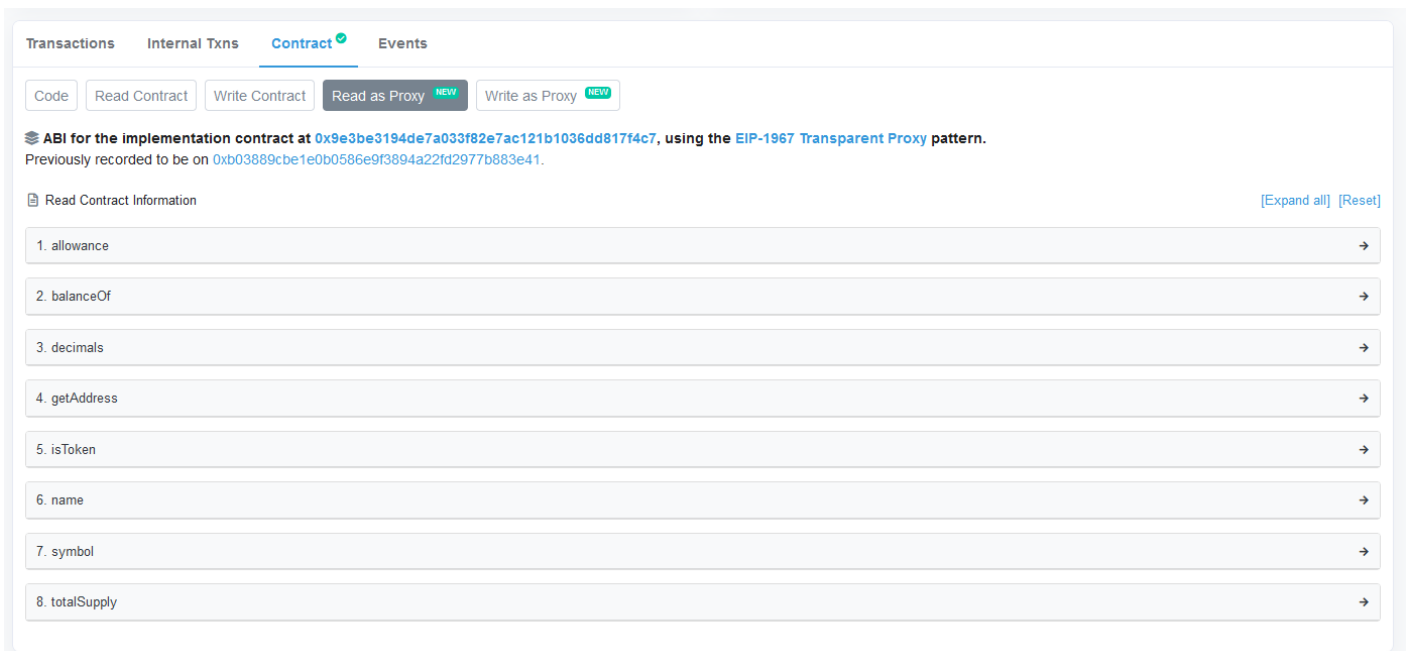 Transactions Internal Txns Contract Events
Code Read Contract Write Contract Read as Proxy NEW Write as Proxy NEW
ABI for the implementation contract at 0x9e3be3194de7a033f82e7ac121b1036dd817f4c7, using the EIP-1967 Transparent Proxy pattern.
Previously recorded to be on 0xb03889cbe1e0b0586e9f3894a22fd2977b883e41.
Read Contract Information [Expand all] [Reset]
1. allowance
2. balanceOf
3. decimals
4. getAddress
5. isToken
6. name
7. symbol
8. totalSupply